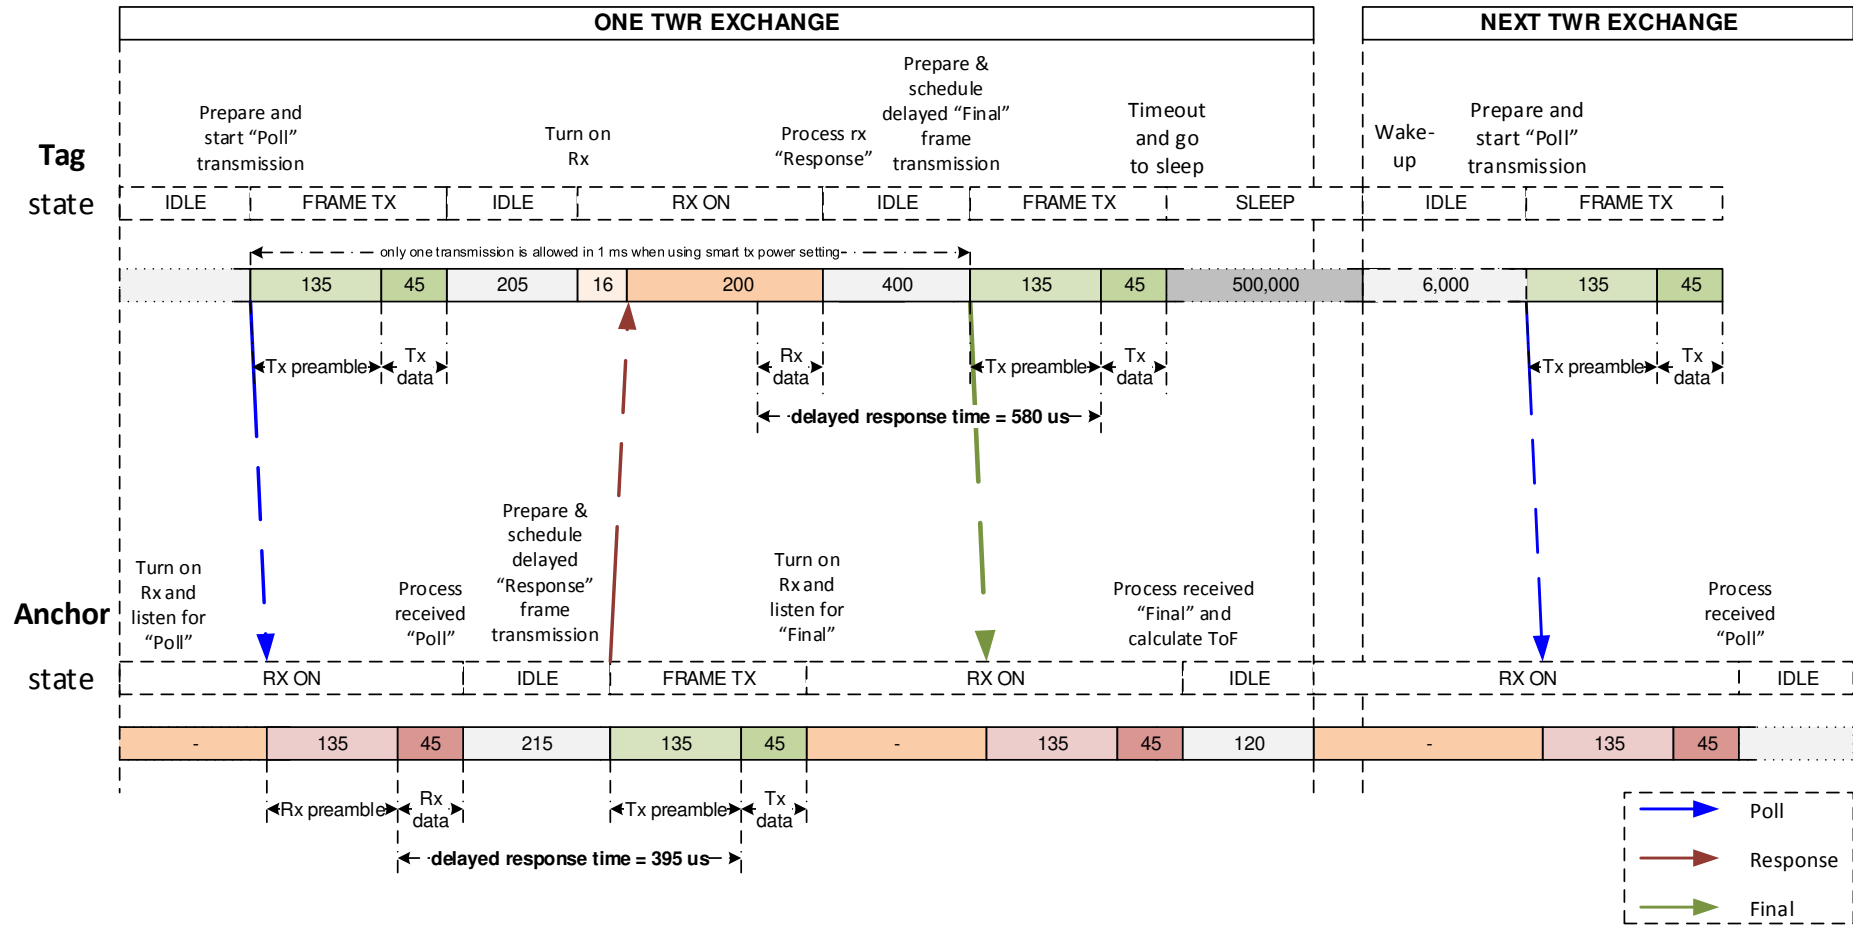 ONE TWR EXCHANGE
NEXT TWR EXCHANGE
Prepare and
start “Poll”
transmission
Turn on
Rx
Process rx
“Response”
Prepare &
schedule
delayed “Final”
frame
transmission
Timeout
and go
to sleep
Wake-
up
Prepare and
start “Poll”
transmission
Tag
state
IDLE
FRAME TX
IDLE
RX ON
IDLE
FRAME TX
SLEEP
IDLE
FRAME TX
only one transmission is allowed in 1 ms when using smart tx power setting
135
45
205
16
200
400
135
45
500,000
6,000
135
45
Tx preamble
Tx
data
Rx
data
Tx preamble
Tx
data
Tx preamble
Tx
data
delayed response time = 580 us
Turn on
Rx and
listen for
“Poll”
Process
received
“Poll”
Prepare &
schedule
delayed
“Response”
frame
transmission
Turn on
Rx and
listen for
“Final”
Process received
“Final” and
calculate ToF
Process
received
“Poll”
Anchor
state
RX ON
IDLE
FRAME TX
RX ON
IDLE
RX ON
IDLE
-
135
45
215
135
45
-
135
45
120
-
135
45
Rx preamble
Rx
data
Tx preamble
Tx
data
delayed response time = 395 us
Poll
Response
Final